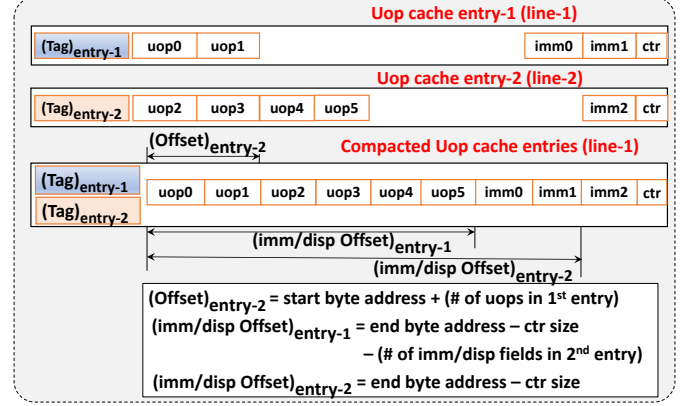 Uop cache entry-1 (line-1)
(Tag)entry-1 uop0 uop1 imm0 imm1 ctr
Uop cache entry-2 (line-2)
(Tag)entry-2 uop2 uop3 uop4 uop5 imm2 ctr
(Offset)entry-2
Compacted Uop cache entries (line-1)
(Tag)entry-1
(Tag)entry-2
uop0 uop1 uop2 uop3 uop4 uop5 imm0 imm1 imm2 ctr
(imm/disp Offset)entry-1
(imm/disp Offset)entry-2
(Offset)entry-2 = start byte address + (# of uops in 1st entry)
(imm/disp Offset)entry-1 = end byte address – ctr size
– (# of imm/disp fields in 2nd entry)
(imm/disp Offset)entry-2 = end byte address – ctr size